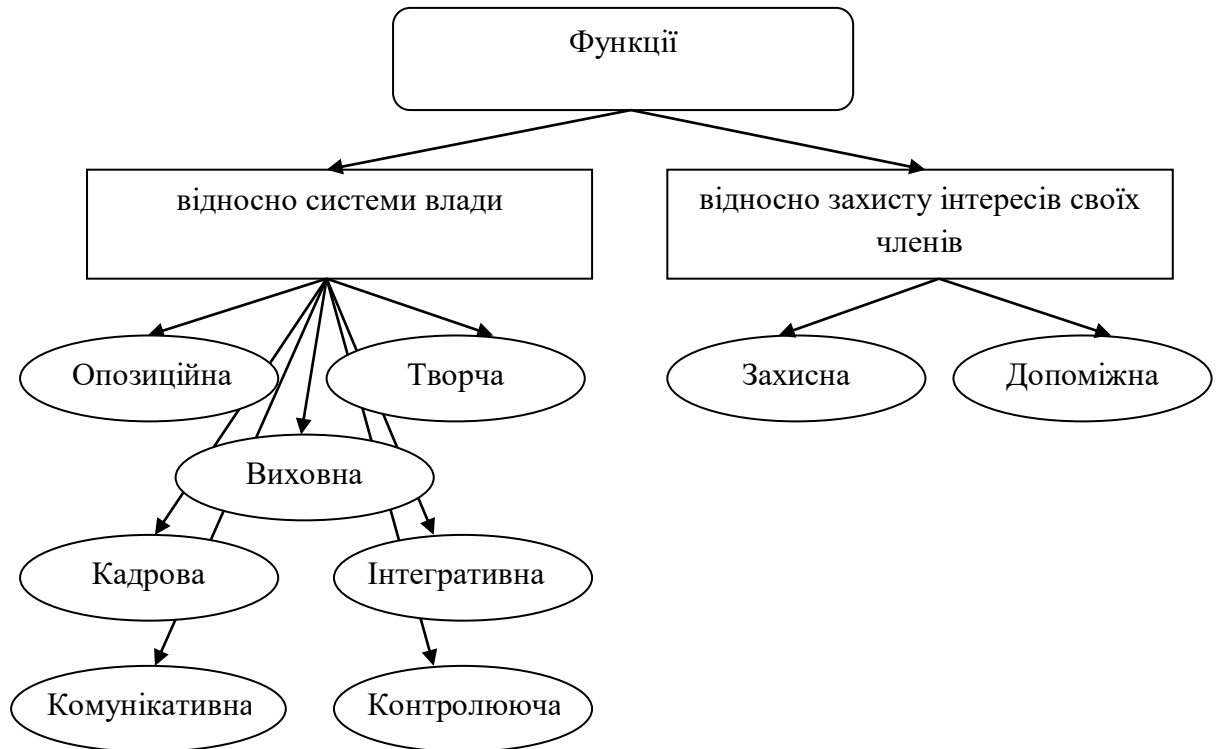 Функції
відносно системи влади
відносно захисту інтересів своїх
членів
Опозиційна
Творча
Захисна
Допоміжна
Виховна
Кадрова
Інтегративна
Комунікативна
Контролююча